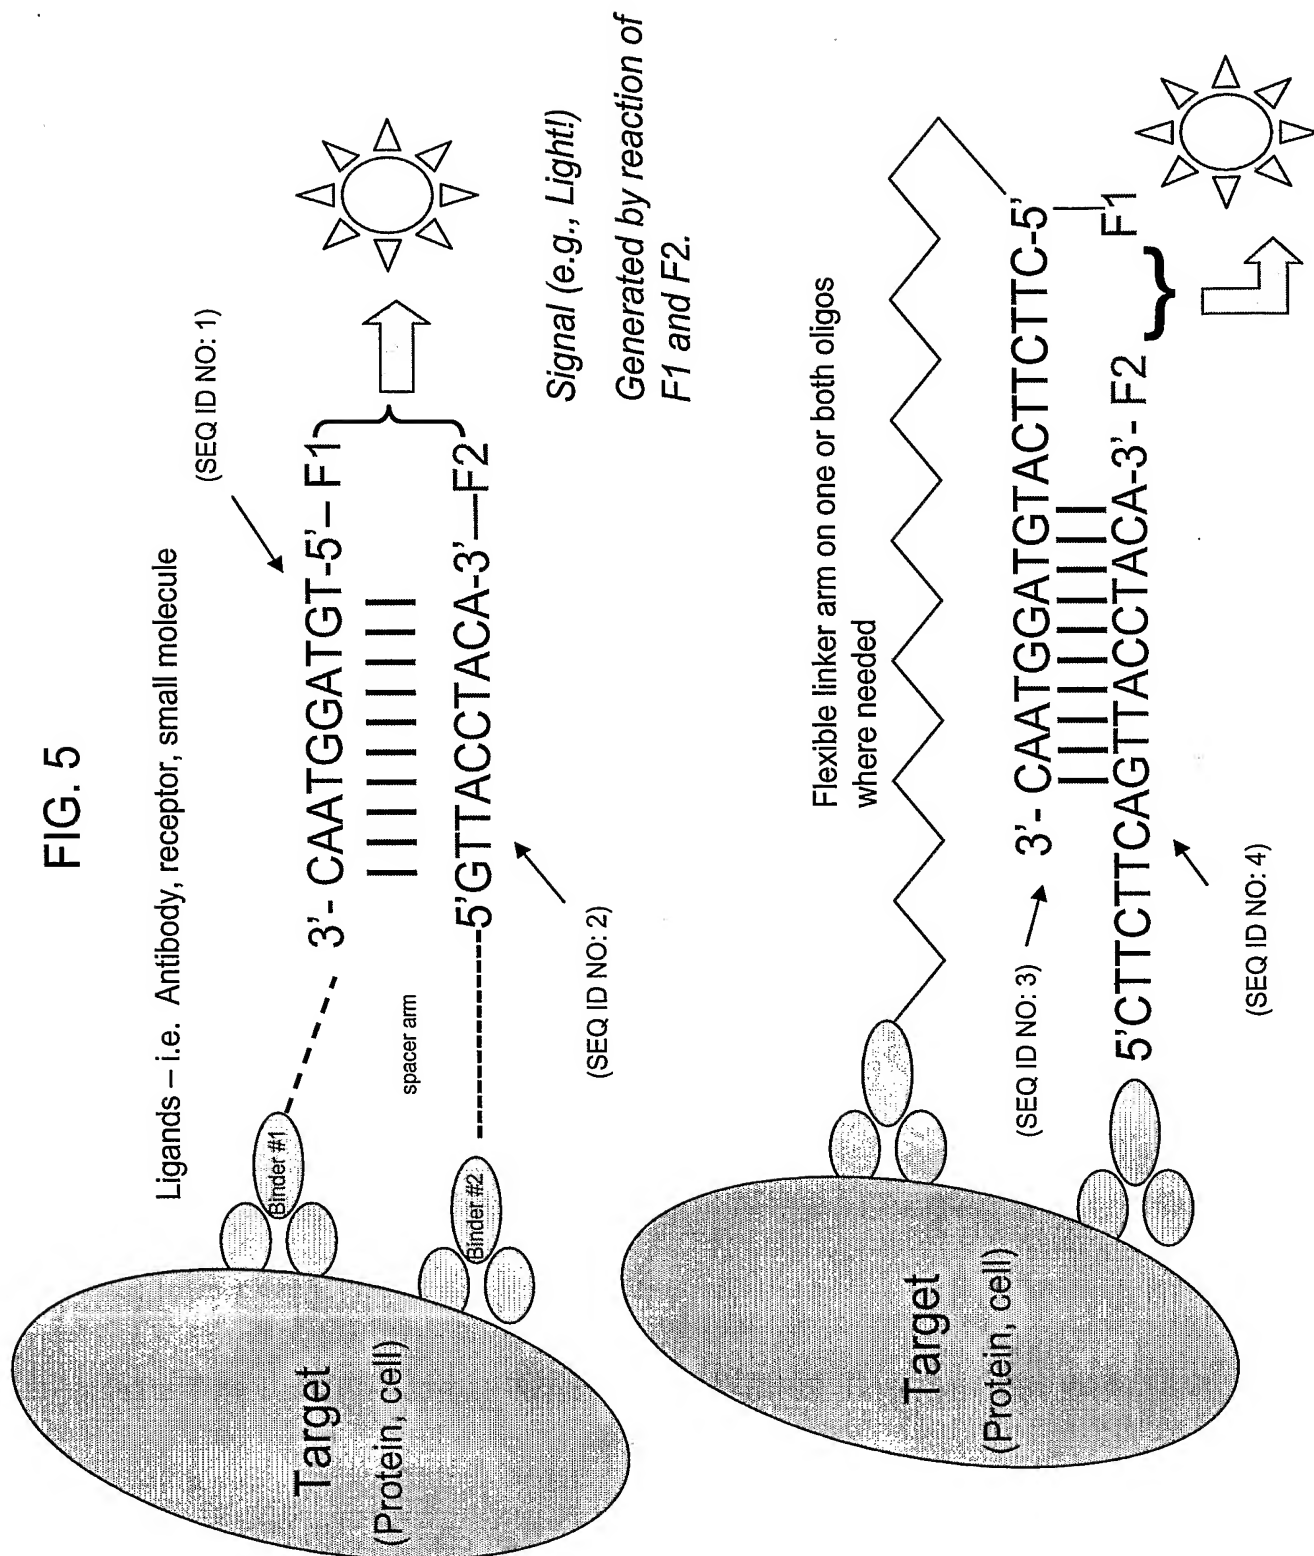 FIG. 5
Ligands – i.e. Antibody, receptor, small molecule
(SEQ ID NO: 1)
Binder #1
3'- CAATGGATGT-5'– F1
spacer arm
Binder #2
5'GTTACCTACA-3'—F2
(SEQ ID NO: 2)
Target
(Protein, cell)
Signal (e.g., Light!)
Generated by reaction of
F1 and F2.
Flexible linker arm on one or both oligos
where needed
(SEQ ID NO: 3)
3'- CAATGGATGTACTTCTTC-5'
F1
5'CTTCTTCAGTTACCTACA-3'- F2
(SEQ ID NO: 4)
Target
(Protein, cell)